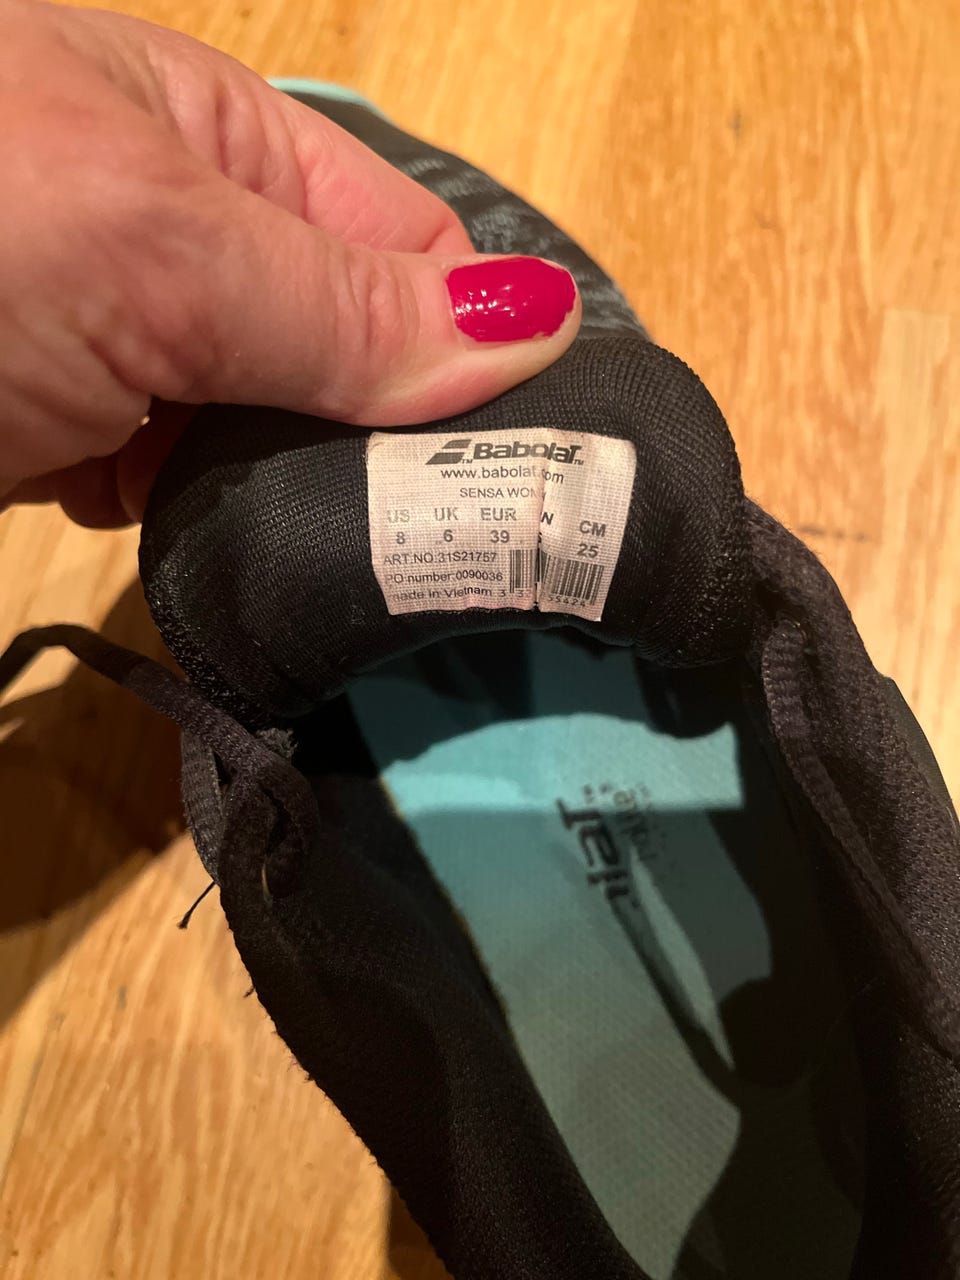 Babolat™
www.babolat.com
SENSA WOM
US UK EUR CM
8 6 39 25
ART.NO.31S21757
PO number:0090036
made in Vietnam